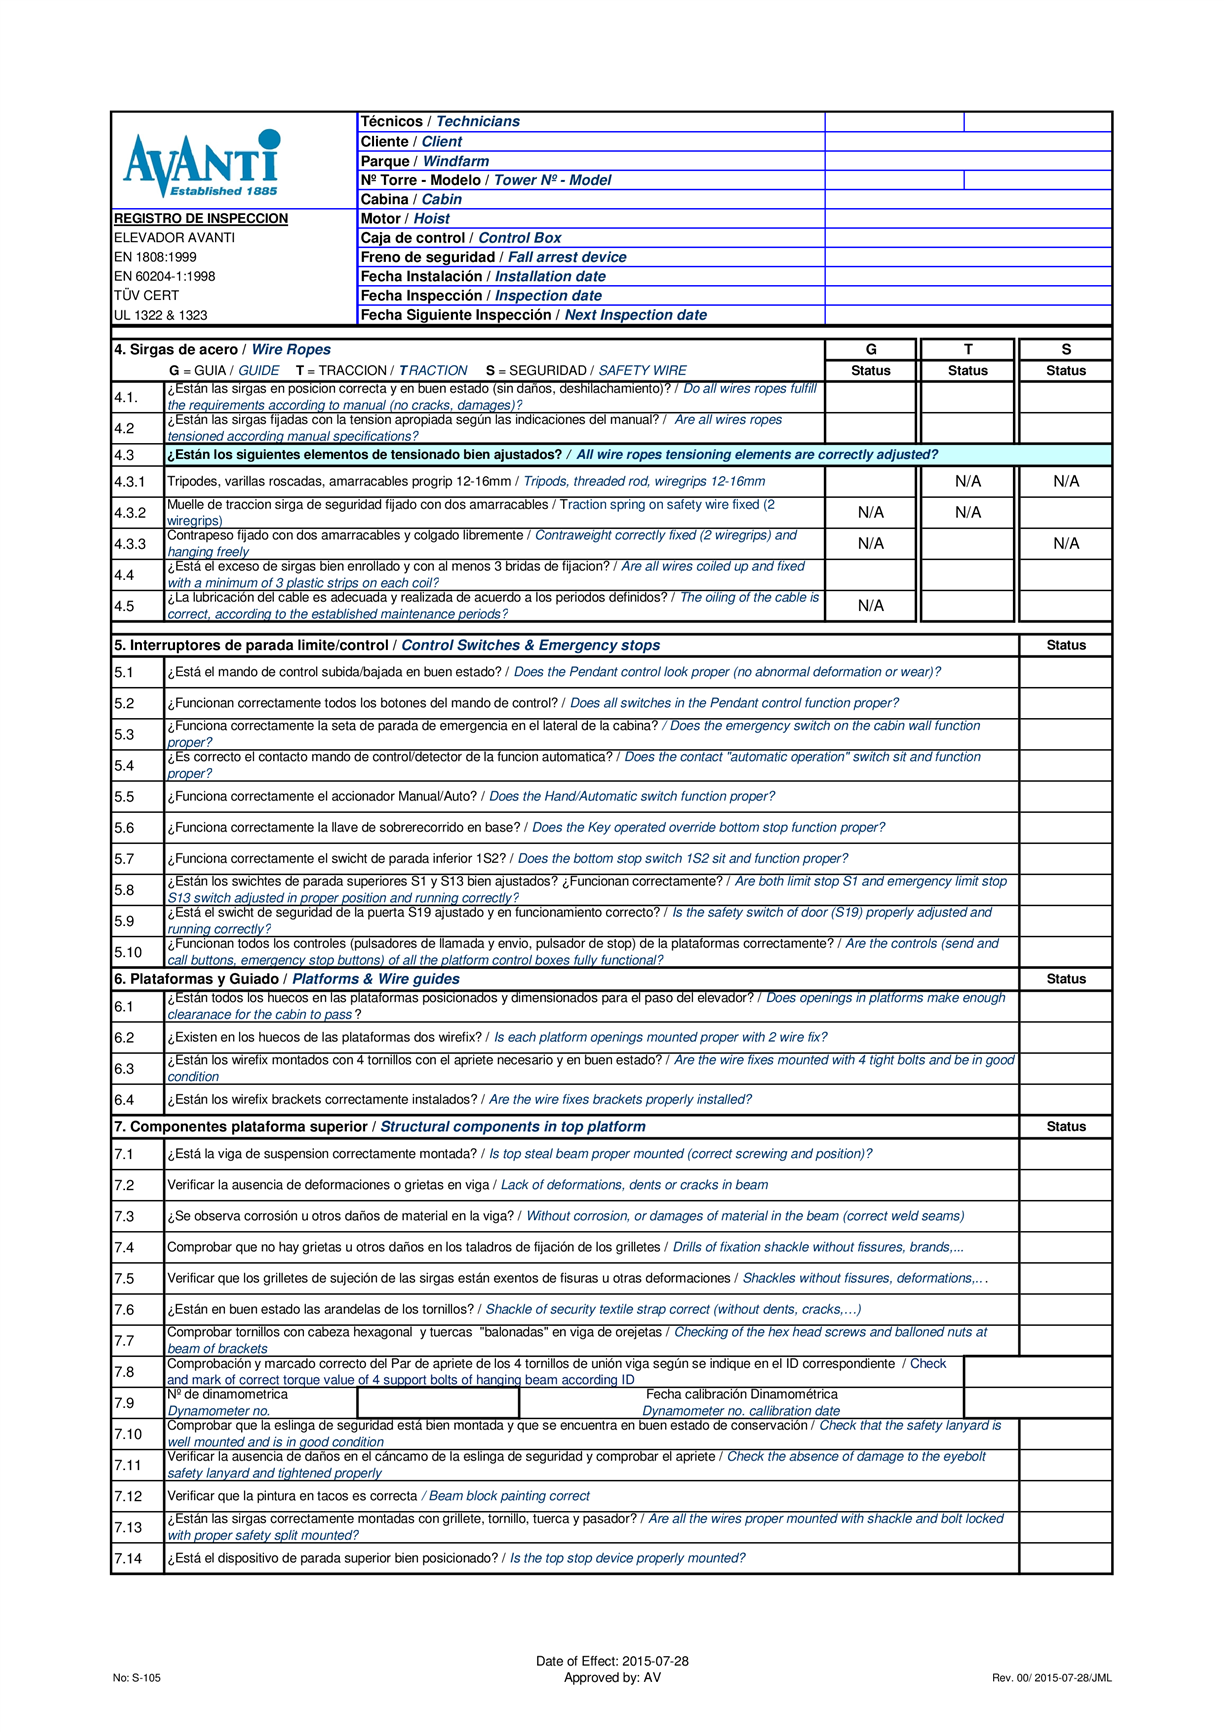 AVANTI
Established 1885
Técnicos / Technicians
Cliente / Client
Parque / Windfarm
Nº Torre - Modelo / Tower Nº - Model
Cabina / Cabin
REGISTRO DE INSPECCION
Motor / Hoist
ELEVADOR AVANTI
Caja de control / Control Box
EN 1808:1999
Freno de seguridad / Fall arrest device
EN 60204-1:1998
Fecha Instalación / Installation date
TÜV CERT
Fecha Inspección / Inspection date
UL 1322 & 1323
Fecha Siguiente Inspección / Next Inspection date
4. Sirgas de acero / Wire Ropes G T S
G = GUIA / GUIDE T = TRACCION / TRACTION S = SEGURIDAD / SAFETY WIRE Status Status Status
4.1. ¿Están las sirgas en posicion correcta y en buen estado (sin daños, deshilachamiento)? / Do all wires ropes fulfill
the requirements according to manual (no cracks, damages)?
4.2 ¿Están las sirgas fijadas con la tension apropiada según las indicaciones del manual? / Are all wires ropes
tensioned according manual specifications?
4.3 ¿Están los siguientes elementos de tensionado bien ajustados? / All wire ropes tensioning elements are correctly adjusted?
4.3.1 Tripodes, varillas roscadas, amarracables progrip 12-16mm / Tripods, threaded rod, wiregrips 12-16mm N/A N/A
4.3.2 Muelle de traccion sirga de seguridad fijado con dos amarracables / Traction spring on safety wire fixed (2
wiregrips) N/A N/A
4.3.3 Contrapeso fijado con dos amarracables y colgado libremente / Contraweight correctly fixed (2 wiregrips) and
hanging freely N/A N/A
4.4 ¿Está el exceso de sirgas bien enrollado y con al menos 3 bridas de fijacion? / Are all wires coiled up and fixed
with a minimum of 3 plastic strips on each coil?
4.5 ¿La lubricación del cable es adecuada y realizada de acuerdo a los periodos definidos? / The oiling of the cable is
correct, according to the established maintenance periods? N/A
5. Interruptores de parada limite/control / Control Switches & Emergency stops Status
5.1 ¿Está el mando de control subida/bajada en buen estado? / Does the Pendant control look proper (no abnormal deformation or wear)?
5.2 ¿Funcionan correctamente todos los botones del mando de control? / Does all switches in the Pendant control function proper?
5.3 ¿Funciona correctamente la seta de parada de emergencia en el lateral de la cabina? / Does the emergency switch on the cabin wall function
proper?
5.4 ¿Es correcto el contacto mando de control/detector de la funcion automatica? / Does the contact "automatic operation" switch sit and function
proper?
5.5 ¿Funciona correctamente el accionador Manual/Auto? / Does the Hand/Automatic switch function proper?
5.6 ¿Funciona correctamente la llave de sobrerecorrido en base? / Does the Key operated override bottom stop function proper?
5.7 ¿Funciona correctamente el swicht de parada inferior 1S2? / Does the bottom stop switch 1S2 sit and function proper?
5.8 ¿Están los swichtes de parada superiores S1 y S13 bien ajustados? ¿Funcionan correctamente? / Are both limit stop S1 and emergency limit stop
S13 switch adjusted in proper position and running correctly?
5.9 ¿Está el swicht de seguridad de la puerta S19 ajustado y en funcionamiento correcto? / Is the safety switch of door (S19) properly adjusted and
running correctly?
5.10 ¿Funcionan todos los controles (pulsadores de llamada y envio, pulsador de stop) de la plataformas correctamente? / Are the controls (send and
call buttons, emergency stop buttons) of all the platform control boxes fully functional?
6. Plataformas y Guiado / Platforms & Wire guides Status
6.1 ¿Están todos los huecos en las plataformas posicionados y dimensionados para el paso del elevador? / Does openings in platforms make enough
clearanace for the cabin to pass ?
6.2 ¿Existen en los huecos de las plataformas dos wirefix? / Is each platform openings mounted proper with 2 wire fix?
6.3 ¿Están los wirefix montados con 4 tornillos con el apriete necesario y en buen estado? / Are the wire fixes mounted with 4 tight bolts and be in good
condition
6.4 ¿Están los wirefix brackets correctamente instalados? / Are the wire fixes brackets properly installed?
7. Componentes plataforma superior / Structural components in top platform Status
7.1 ¿Está la viga de suspension correctamente montada? / Is top steal beam proper mounted (correct screwing and position)?
7.2 Verificar la ausencia de deformaciones o grietas en viga / Lack of deformations, dents or cracks in beam
7.3 ¿Se observa corrosión u otros daños de material en la viga? / Without corrosion, or damages of material in the beam (correct weld seams)
7.4 Comprobar que no hay grietas u otros daños en los taladros de fijación de los grilletes / Drills of fixation shackle without fissures, brands,...
7.5 Verificar que los grilletes de sujeción de las sirgas están exentos de fisuras u otras deformaciones / Shackles without fissures, deformations,...
7.6 ¿Están en buen estado las arandelas de los tornillos? / Shackle of security textile strap correct (without dents, cracks,...)
7.7 Comprobar tornillos con cabeza hexagonal y tuercas "balonadas" en viga de orejetas / Checking of the hex head screws and balloned nuts at
beam of brackets
7.8 Comprobación y marcado correcto del Par de apriete de los 4 tornillos de unión viga según se indique en el ID correspondiente / Check
and mark of correct torque value of 4 support bolts of hanging beam according ID
7.9 Nº de dinamometrica Fecha calibración Dinamométrica
Dynamometer no. Dynamometer no. callibration date
7.10 Comprobar que la eslinga de seguridad está bien montada y que se encuentra en buen estado de conservación / Check that the safety lanyard is
well mounted and is in good condition
7.11 Verificar la ausencia de daños en el cáncamo de la eslinga de seguridad y comprobar el apriete / Check the absence of damage to the eyebolt
safety lanyard and tightened properly
7.12 Verificar que la pintura en tacos es correcta / Beam block painting correct
7.13 ¿Están las sirgas correctamente montadas con grillete, tornillo, tuerca y pasador? / Are all the wires proper mounted with shackle and bolt locked
with proper safety split mounted?
7.14 ¿Está el dispositivo de parada superior bien posicionado? / Is the top stop device properly mounted?
Date of Effect: 2015-07-28
No: S-105 Approved by: AV Rev. 00/ 2015-07-28/JML